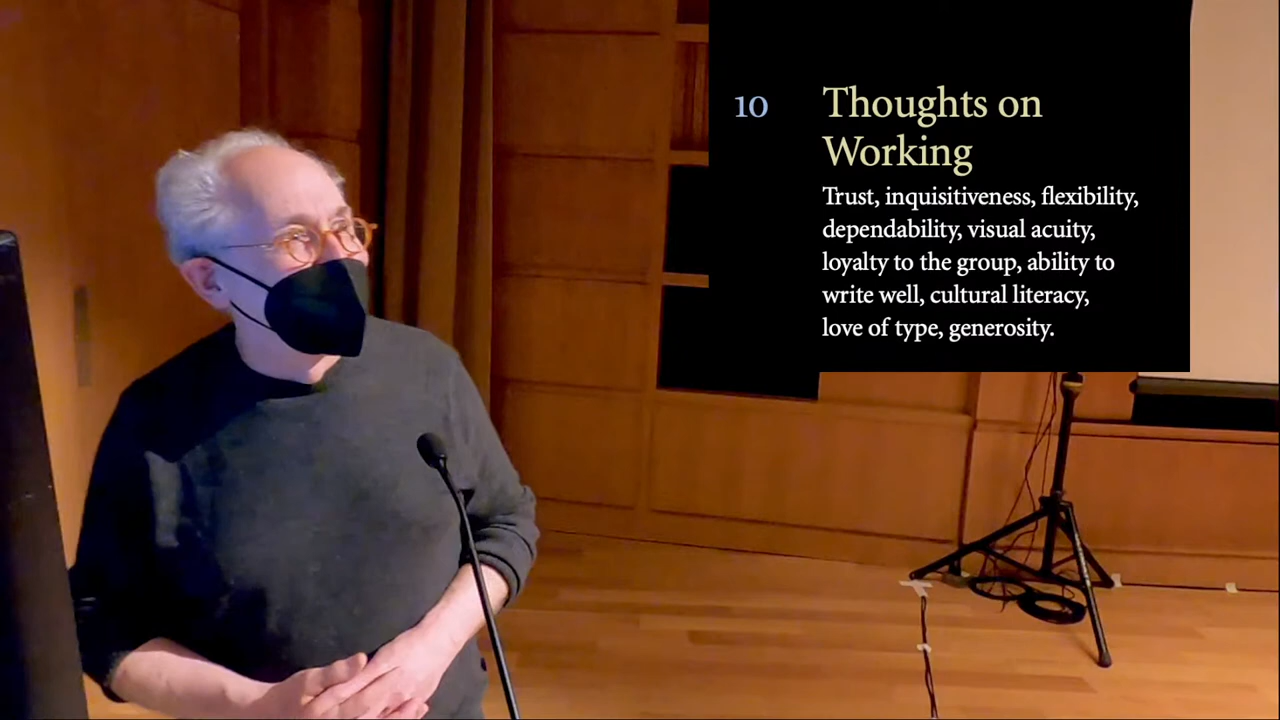 10 Thoughts on
Working
Trust, inquisitiveness, flexibility,
dependability, visual acuity,
loyalty to the group, ability to
write well, cultural literacy,
love of type, generosity.